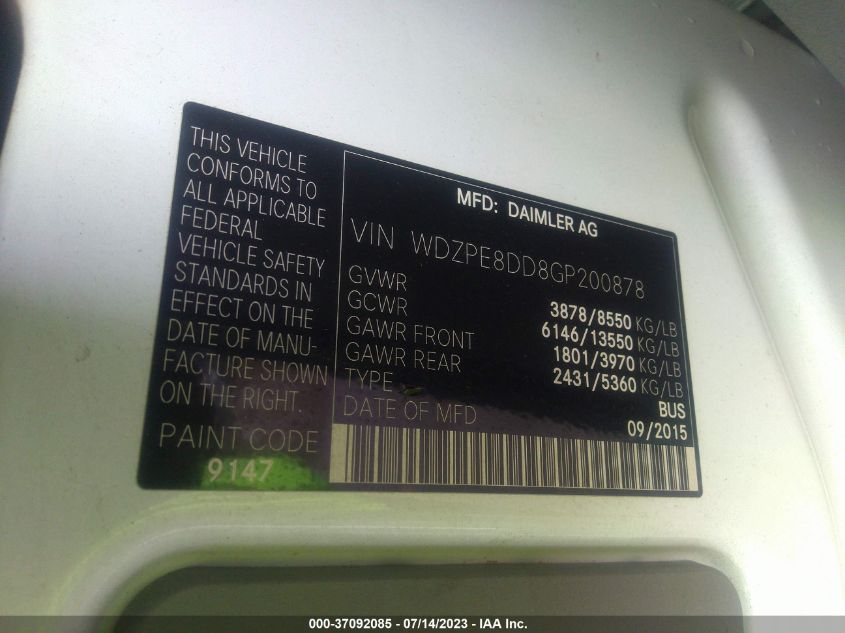 THIS VEHICLE
CONFORMS TO
ALL APPLICABLE
FEDERAL
VEHICLE SAFETY
STANDARDS IN
EFFECT ON THE
DATE OF MANU-
FACTURE SHOWN
ON THE RIGHT.
PAINT CODE
9147
MFD: DAIMLER AG
VIN WDZPE8DD8GP200878
GVWR 3878/8550 KG/LB
GCWR 6146/13550 KG/LB
GAWR FRONT 1801/3970 KG/LB
GAWR REAR 2431/5360 KG/LB
TYPE BUS
DATE OF MFD 09/2015
000-37092085 - 07/14/2023 - IAA Inc.